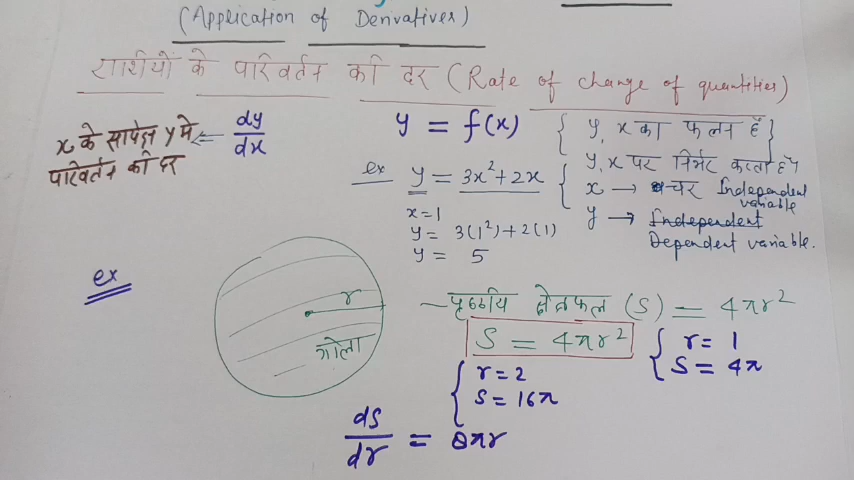 (Application of Derivatives)
राशियों के परिवर्तन की दर (Rate of change of quantities)
x के सापेक्ष y मे ⇐ dy/dx
परिवर्तन की दर
y = f(x) { y, x का फलन है }
y, x पर निर्भर करता है
ex y = 3x² + 2x
x → चर Independent variable
x = 1
y = 3(1²) + 2(1)
y → Independent
Dependent variable.
y = 5
ex
r
गोला
पृष्ठीय क्षेत्रफल (S) = 4πr²
S = 4πr²
r = 1
S = 4π
r = 2
S = 16π
dS/dr = 8πr